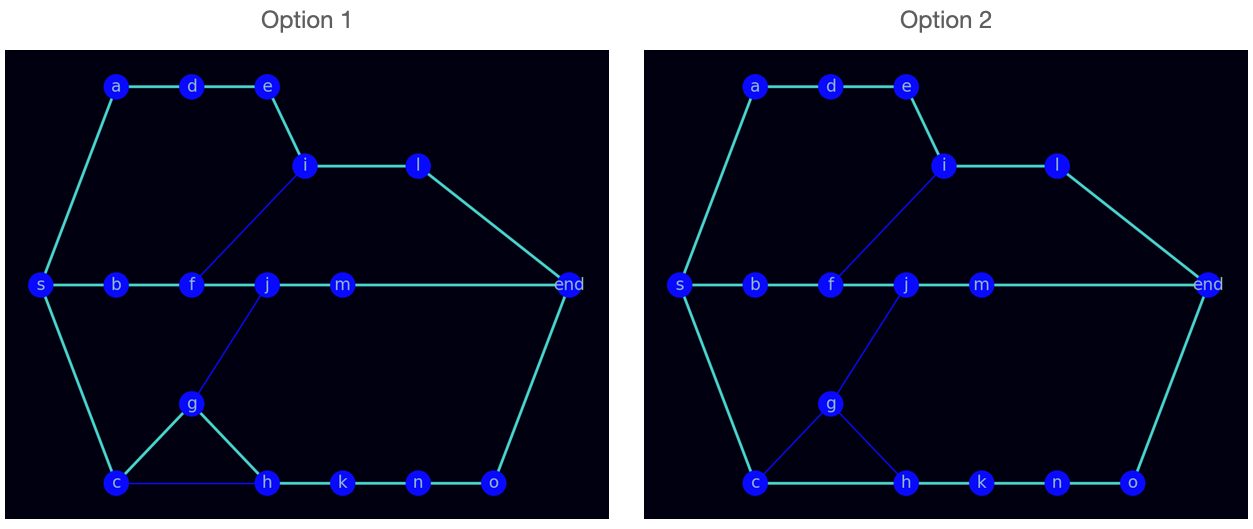 Option 1 Option 2
a d e a d e
i l i l
s b f j m end s b f j m end
g g
c h k n o c h k n o